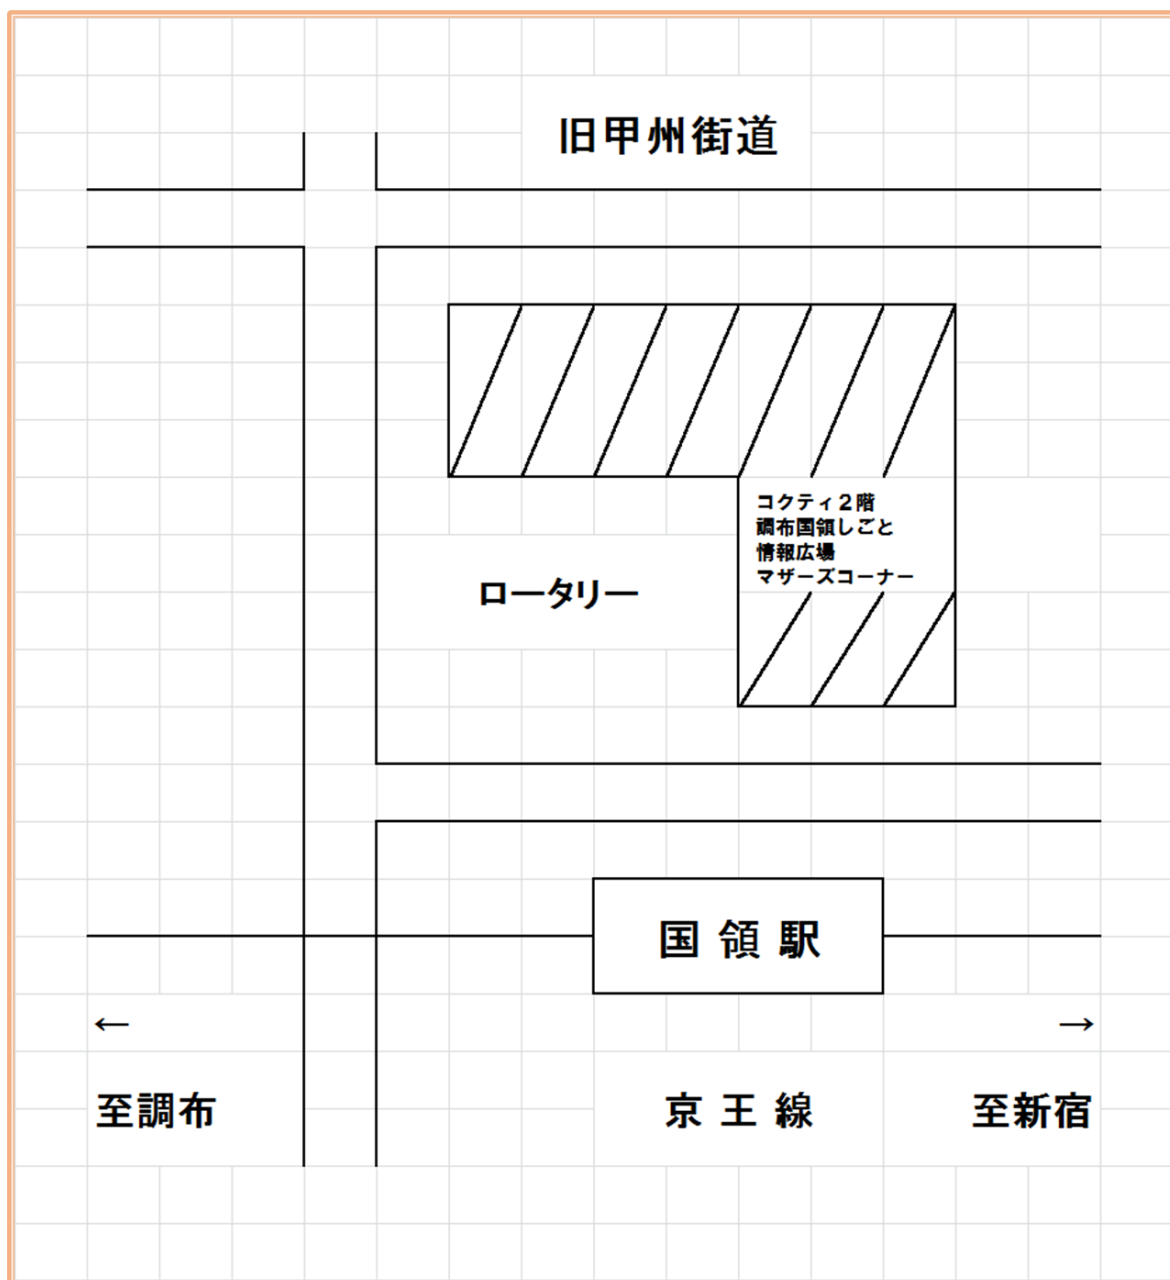 旧甲州街道
コクティ２階
調布国領しごと
情報広場
マザーズコーナー
ロータリー
国領駅
←
→
至調布
京王線
至新宿